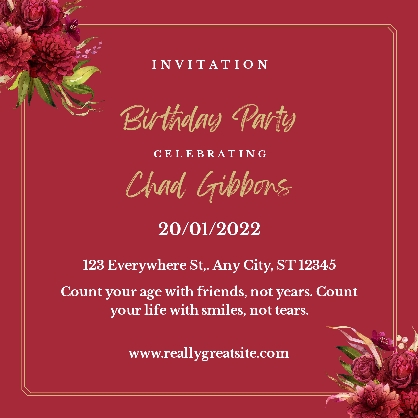 INVITATION
Birthday Party
CELEBRATING
Chad Gibbons
20/01/2022
123 Everywhere St,. Any City, ST 12345
Count your age with friends, not years. Count
your life with smiles, not tears.
www.reallygreatsite.com